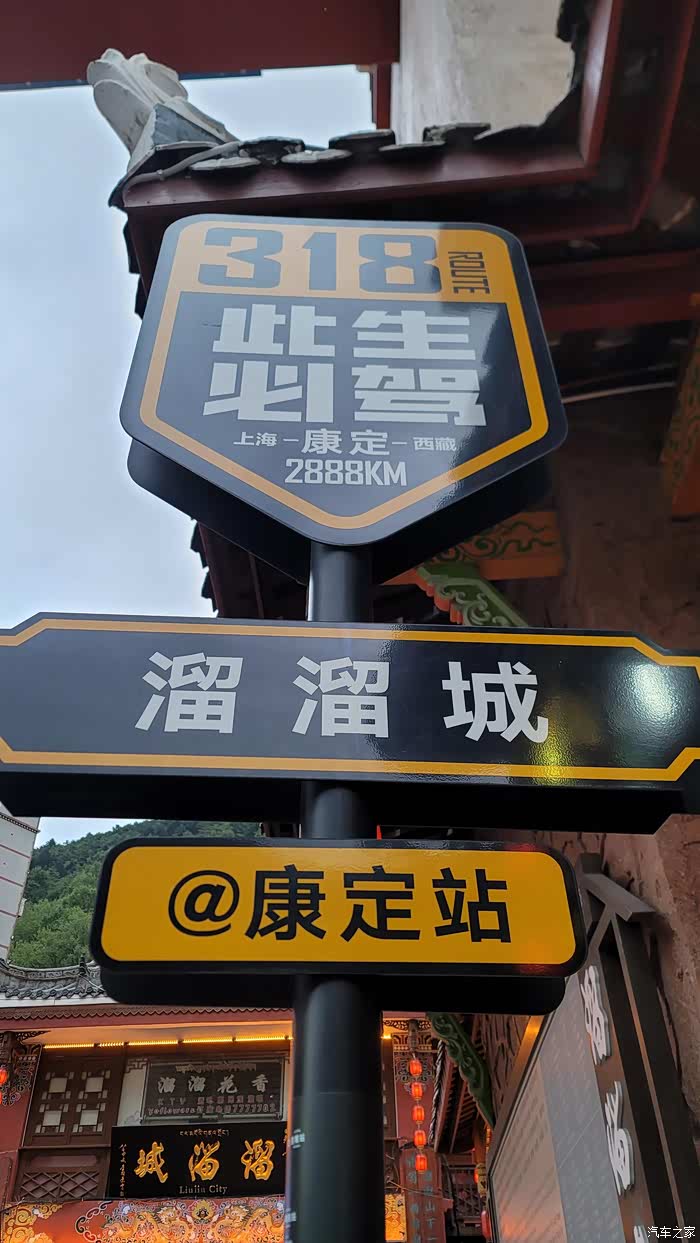 318 ROUTE
此生
必驾
上海-康定-西藏
2888KM
溜溜城
@康定站
溜溜花香
溜溜城
Liuliu City
汽车之家